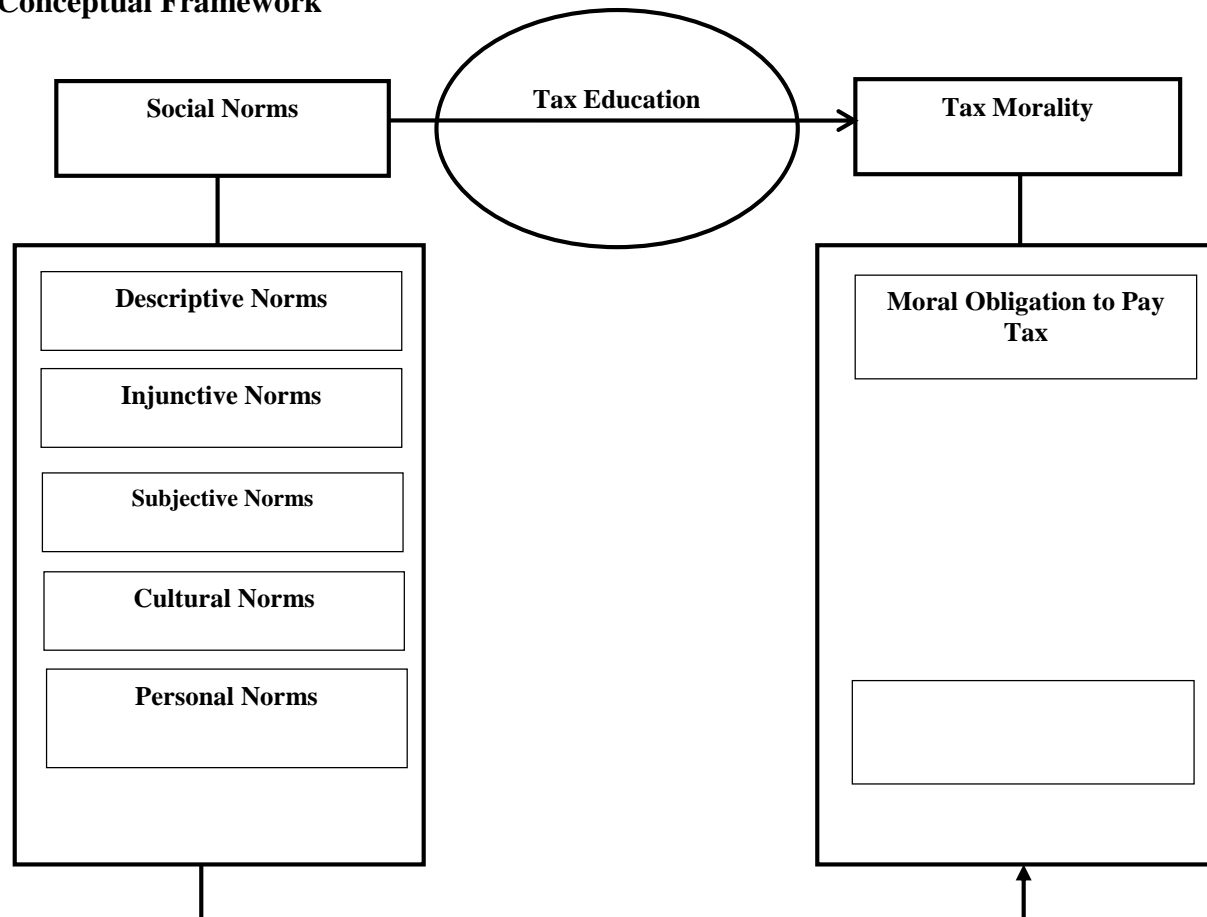 Conceptual Framework
Social Norms
Tax Education
Tax Morality
Descriptive Norms
Injunctive Norms
Subjective Norms
Cultural Norms
Personal Norms
Moral Obligation to Pay
Tax